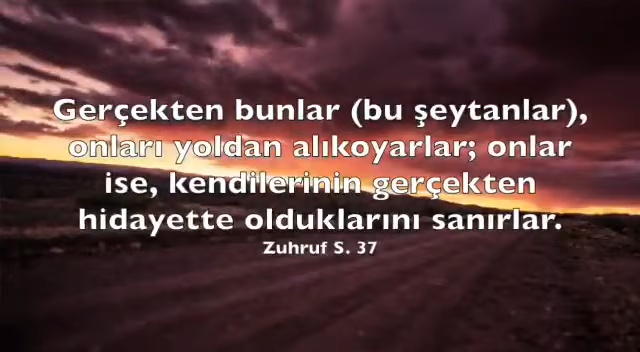 Gerçekten bunlar (bu şeytanlar),
onları yoldan alıkoyarlar; onlar
ise, kendilerinin gerçekten
hidayette olduklarını sanırlar.
Zuhruf S. 37